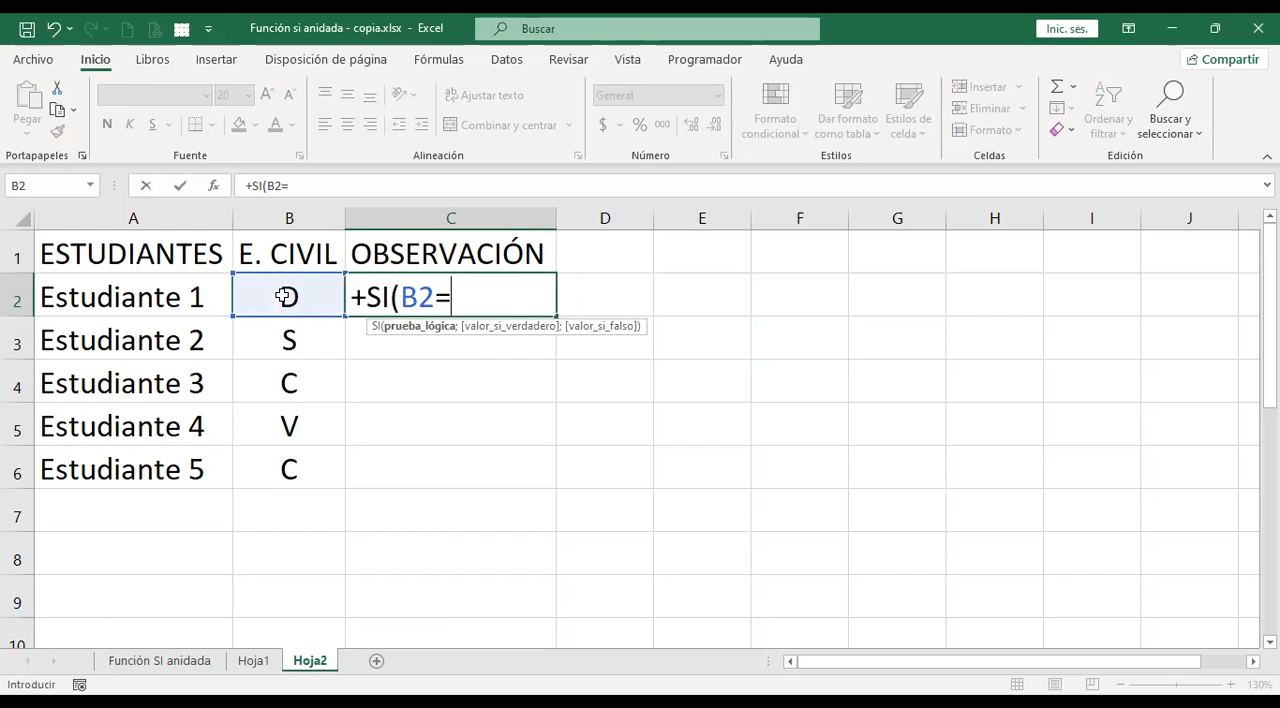 Función si anidada - copia.xlsx - Excel
Buscar
Inic. ses.
Archivo Inicio Libros Insertar Disposición de página Fórmulas Datos Revisar Vista Programador Ayuda
Compartir
Pegar
20
A A
N K S
Portapapeles
Fuente
Ajustar texto
Combinar y centrar
Alineación
General
$ % 000
Número
Formato condicional
Dar formato como tabla
Estilos de celda
Estilos
Insertar
Eliminar
Formato
Celdas
Ordenar y filtrar
Buscar y seleccionar
Edición
B2
fx
+SI(B2=
A B C D E F G H I J
1 ESTUDIANTES E. CIVIL OBSERVACIÓN
2 Estudiante 1 D +SI(B2=
SI(prueba_lógica; [valor_si_verdadero]; [valor_si_falso])
3 Estudiante 2 S
4 Estudiante 3 C
5 Estudiante 4 V
6 Estudiante 5 C
7
8
9
10
Función SI anidada Hoja1 Hoja2
Introducir
130%